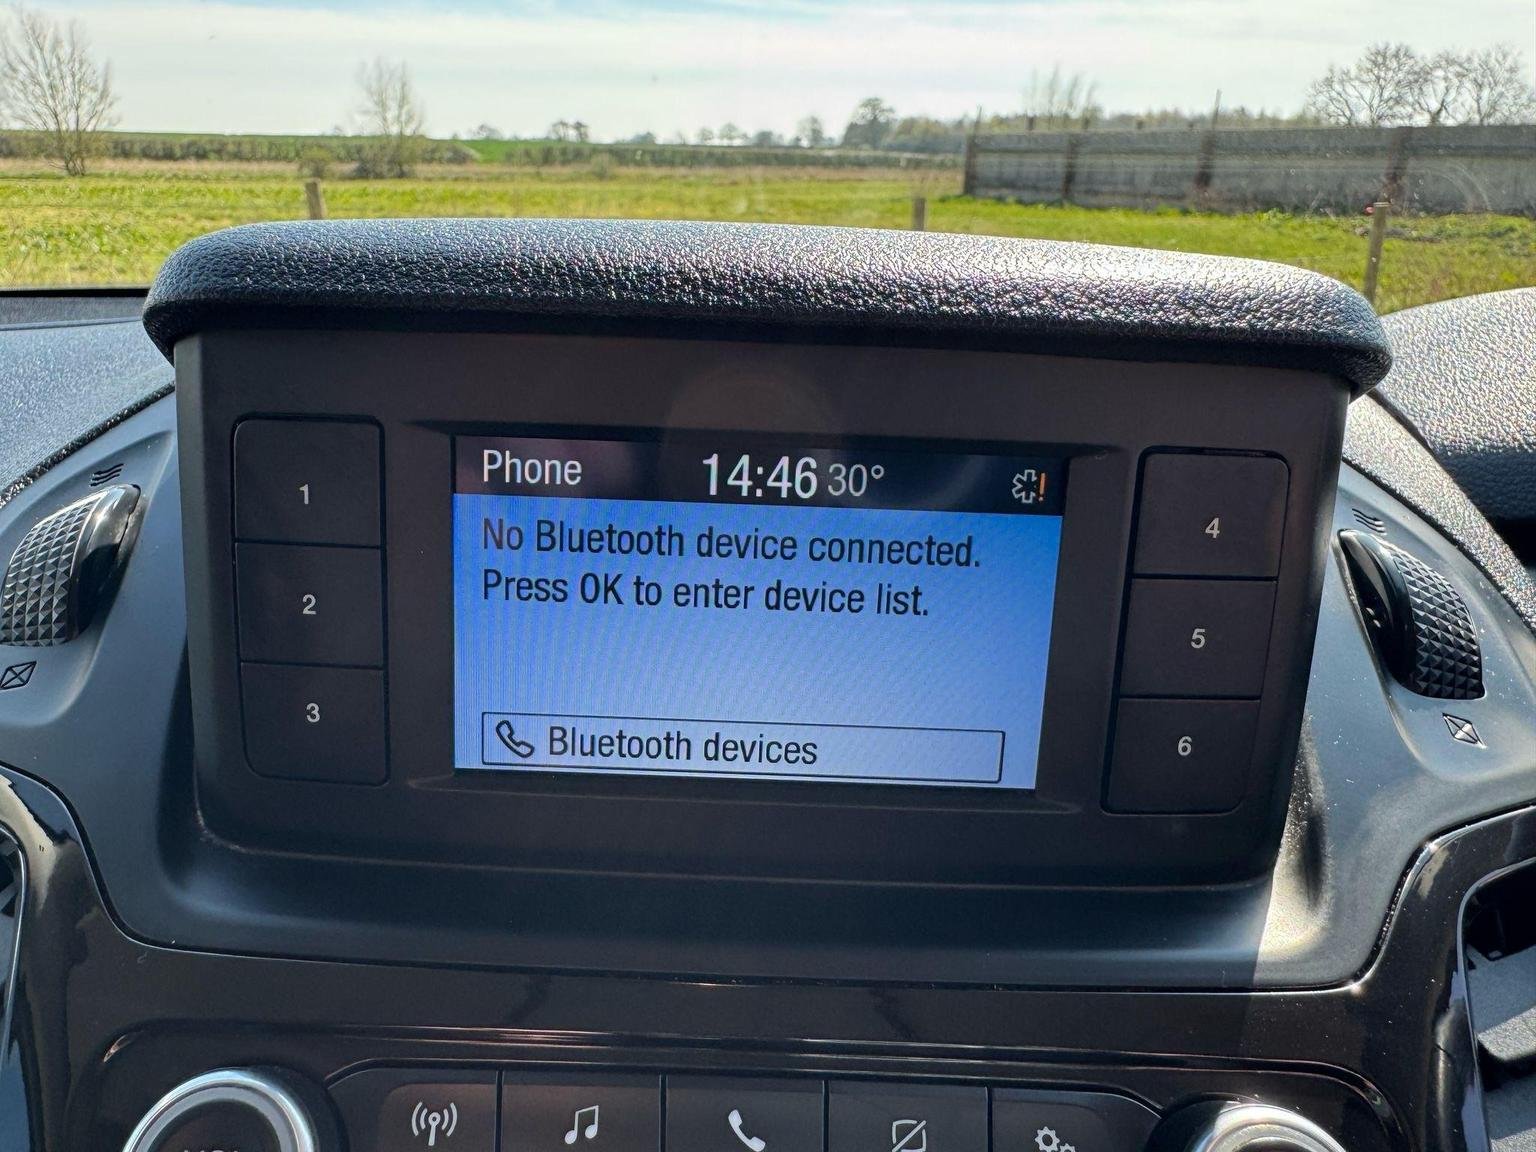 Phone 14:46 30°
No Bluetooth device connected.
Press OK to enter device list.
Bluetooth devices
1
2
3
4
5
6